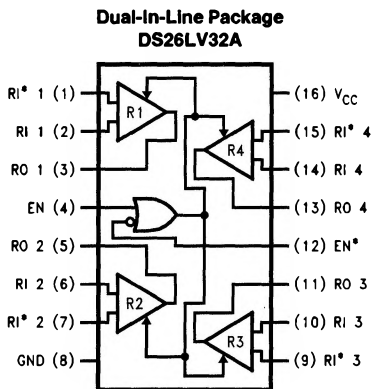 Dual-In-Line Package
DS26LV32A
RI* 1 (1)
RI 1 (2)
RO 1 (3)
EN (4)
RO 2 (5)
RI 2 (6)
RI* 2 (7)
GND (8)
R1
R4
R2
R3
(16) VCC
(15) RI* 4
(14) RI 4
(13) RO 4
(12) EN*
(11) RO 3
(10) RI 3
(9) RI* 3